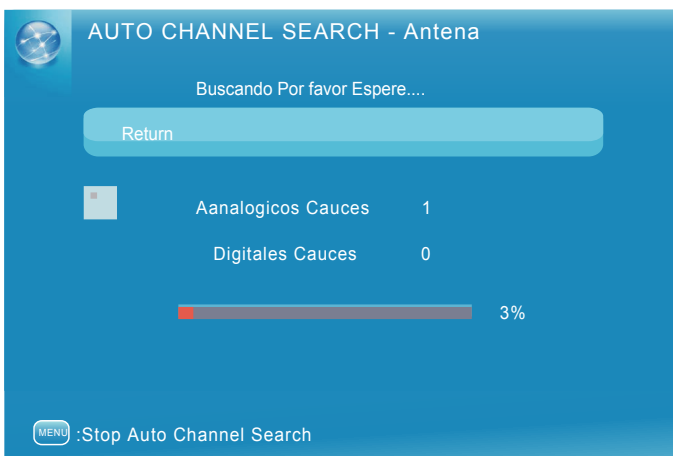 AUTO CHANNEL SEARCH - Antena
Buscando Por favor Espere....
Return
Aanalogicos Cauces 1
Digitales Cauces 0
3%
MENU :Stop Auto Channel Search